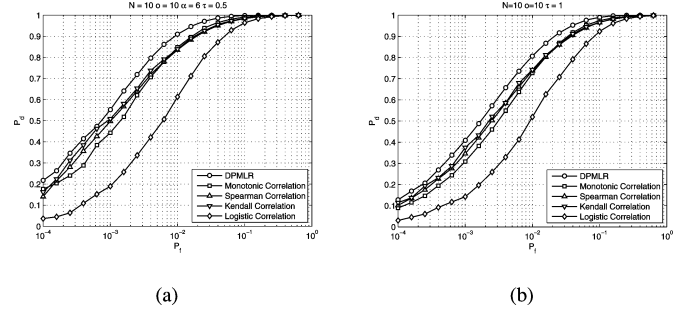 N = 10 o = 10 α = 6 τ = 0.5
1
0.9
0.8
0.7
0.6
0.5
0.4
0.3
0.2
0.1
0
P_d
10^-4
10^-3
10^-2
10^-1
10^0
P_f
DPMLR
Monotonic Correlation
Spearman Correlation
Kendall Correlation
Logistic Correlation
(a)
N=10 o=10 τ = 1
1
0.9
0.8
0.7
0.6
0.5
0.4
0.3
0.2
0.1
0
P_d
10^-4
10^-3
10^-2
10^-1
10^0
P_f
DPMLR
Monotonic Correlation
Spearman Correlation
Kendall Correlation
Logistic Correlation
(b)